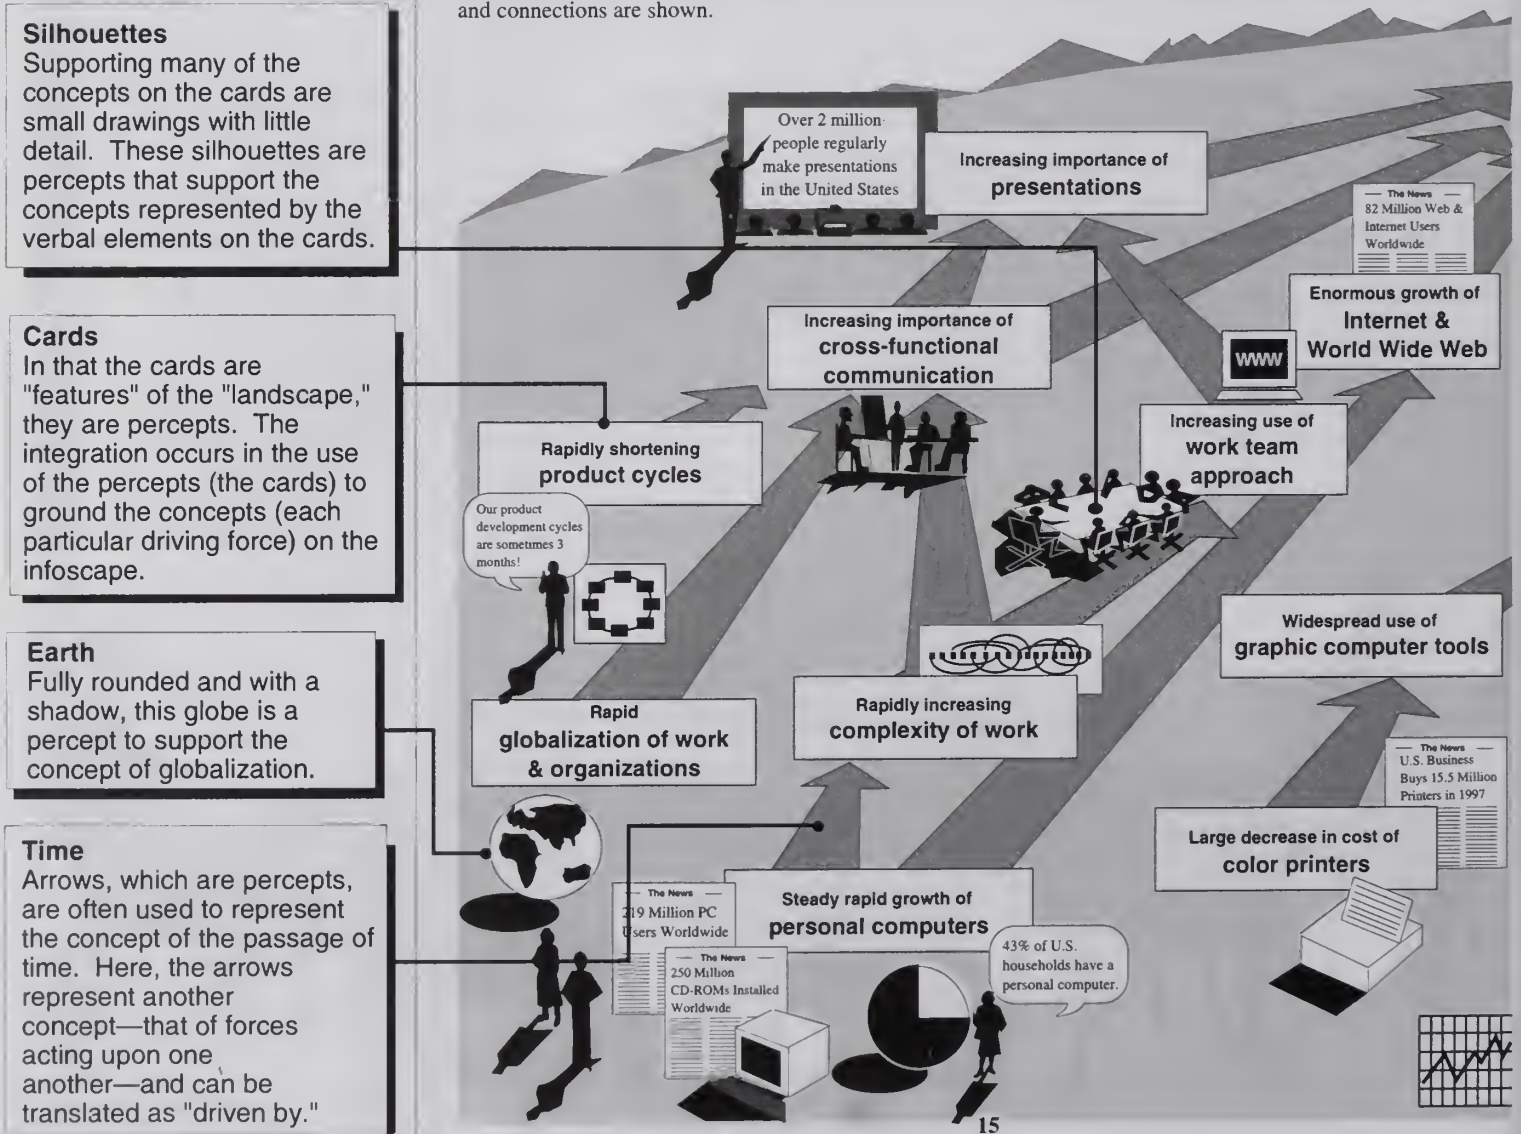 and connections are shown.
Silhouettes
Supporting many of the
concepts on the cards are
small drawings with little
detail. These silhouettes are
percepts that support the
concepts represented by the
verbal elements on the cards.
Cards
In that the cards are
"features" of the "landscape,"
they are percepts. The
integration occurs in the use
of the percepts (the cards) to
ground the concepts (each
particular driving force) on the
infoscape.
Earth
Fully rounded and with a
shadow, this globe is a
percept to support the
concept of globalization.
Time
Arrows, which are percepts,
are often used to represent
the concept of the passage of
time. Here, the arrows
represent another
concept—that of forces
acting upon one
another—and can be
translated as "driven by."
Over 2 million
people regularly
make presentations
in the United States
Increasing importance of
presentations
The News
82 Million Web &
Internet Users
Worldwide
Enormous growth of
Internet &
World Wide Web
Increasing importance of
cross-functional
communication
WWW
Increasing use of
work team
approach
Rapidly shortening
product cycles
Our product
development cycles
are sometimes 3
months!
Widespread use of
graphic computer tools
Rapid
globalization of work
& organizations
Rapidly increasing
complexity of work
The News
U.S. Business
Buys 15.5 Million
Printers in 1997
Large decrease in cost of
color printers
The News
219 Million PC
Users Worldwide
Steady rapid growth of
personal computers
The News
250 Million
CD-ROMs Installed
Worldwide
43% of U.S.
households have a
personal computer.
15